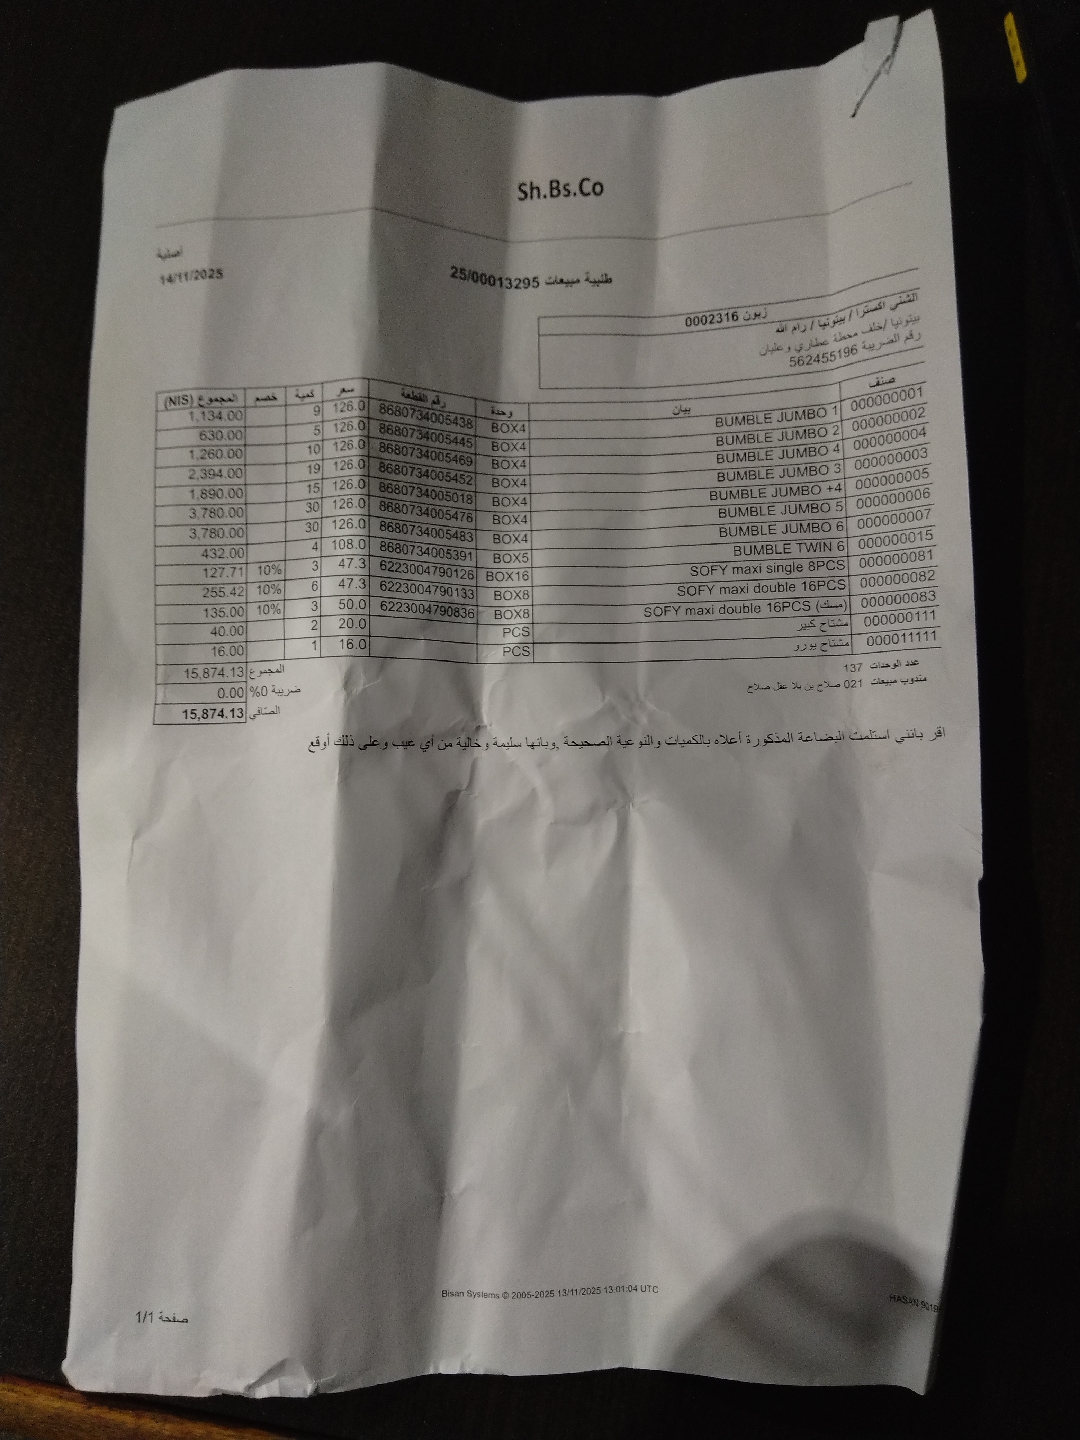 Sh.Bs.Co
أصلية
14/11/2025
طلبية مبيعات 25/00013295
زبون 0002316
الشني اكسترا / بيتونيا / رام الله
بيتونيا /خلف محطة عطاري وعليان
رقم الضريبة 562455196
صنف بيان وحدة رقم القطعة سعر كمية خصم المجموع (NIS)
000000001 BUMBLE JUMBO 1 BOX4 8680734005438 126.0 9 1,134.00
000000002 BUMBLE JUMBO 2 BOX4 8680734005445 126.0 5 630.00
000000004 BUMBLE JUMBO 4 BOX4 8680734005469 126.0 10 1,260.00
000000003 BUMBLE JUMBO 3 BOX4 8680734005452 126.0 19 2,394.00
000000005 BUMBLE JUMBO +4 BOX4 8680734005018 126.0 15 1,890.00
000000006 BUMBLE JUMBO 5 BOX4 8680734005476 126.0 30 3,780.00
000000007 BUMBLE JUMBO 6 BOX4 8680734005483 126.0 30 3,780.00
000000015 BUMBLE TWIN 6 BOX5 8680734005391 108.0 4 432.00
000000081 SOFY maxi single 8PCS BOX16 6223004790126 47.3 3 10% 127.71
000000082 SOFY maxi double 16PCS BOX8 6223004790133 47.3 6 10% 255.42
000000083 SOFY maxi double 16PCS (مسك) BOX8 6223004790836 50.0 3 10% 135.00
000000111 مشتاح كبير PCS 20.0 2 40.00
000011111 مشتاح يورو PCS 16.0 1 16.00
عدد الوحدات 137
مندوب مبيعات 021 صلاح بن بلا عقل صلاح
المجموع 15,874.13
ضريبة 0% 0.00
الصافي 15,874.13
اقر بانني استلمت البضاعة المذكورة أعلاه بالكميات والنوعية الصحيحة ,وبانها سليمة وخالية من أي عيب وعلى ذلك أوقع
Bisan Systems © 2005-2025 13/11/2025 13:01:04 UTC
HASAN 9019
صفحة 1/1